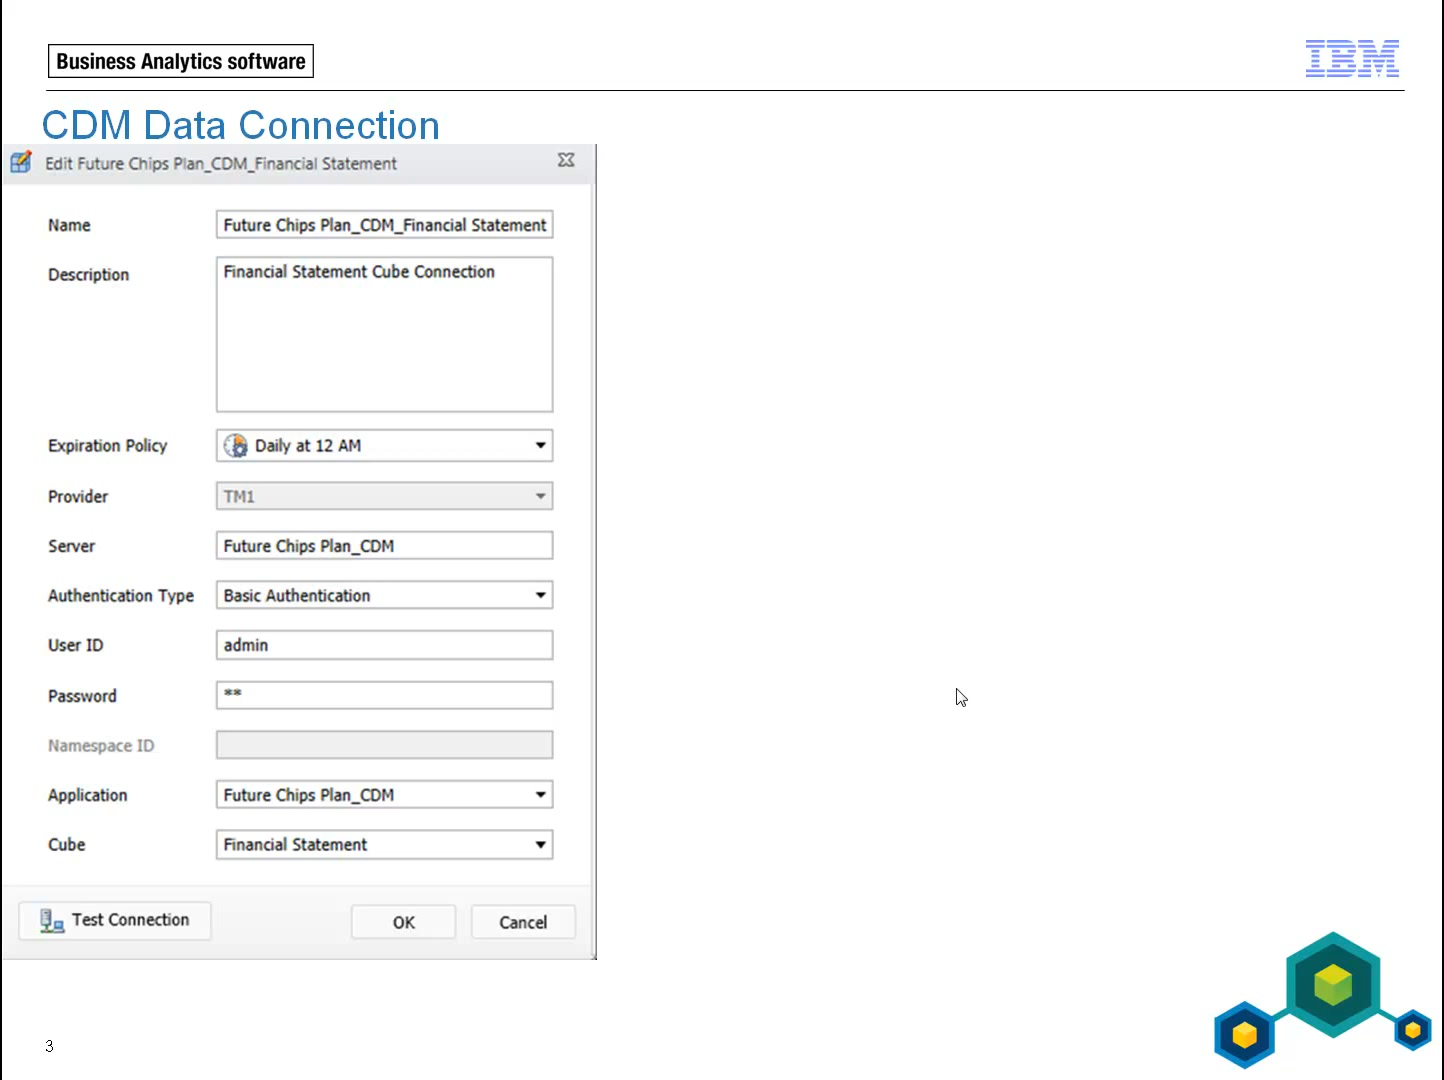 Business Analytics software
IBM
CDM Data Connection
Edit Future Chips Plan_CDM_Financial Statement
Name
Future Chips Plan_CDM_Financial Statement
Description
Financial Statement Cube Connection
Expiration Policy
Daily at 12 AM
Provider
TM1
Server
Future Chips Plan_CDM
Authentication Type
Basic Authentication
User ID
admin
Password
**
Namespace ID
Application
Future Chips Plan_CDM
Cube
Financial Statement
Test Connection
OK
Cancel
3